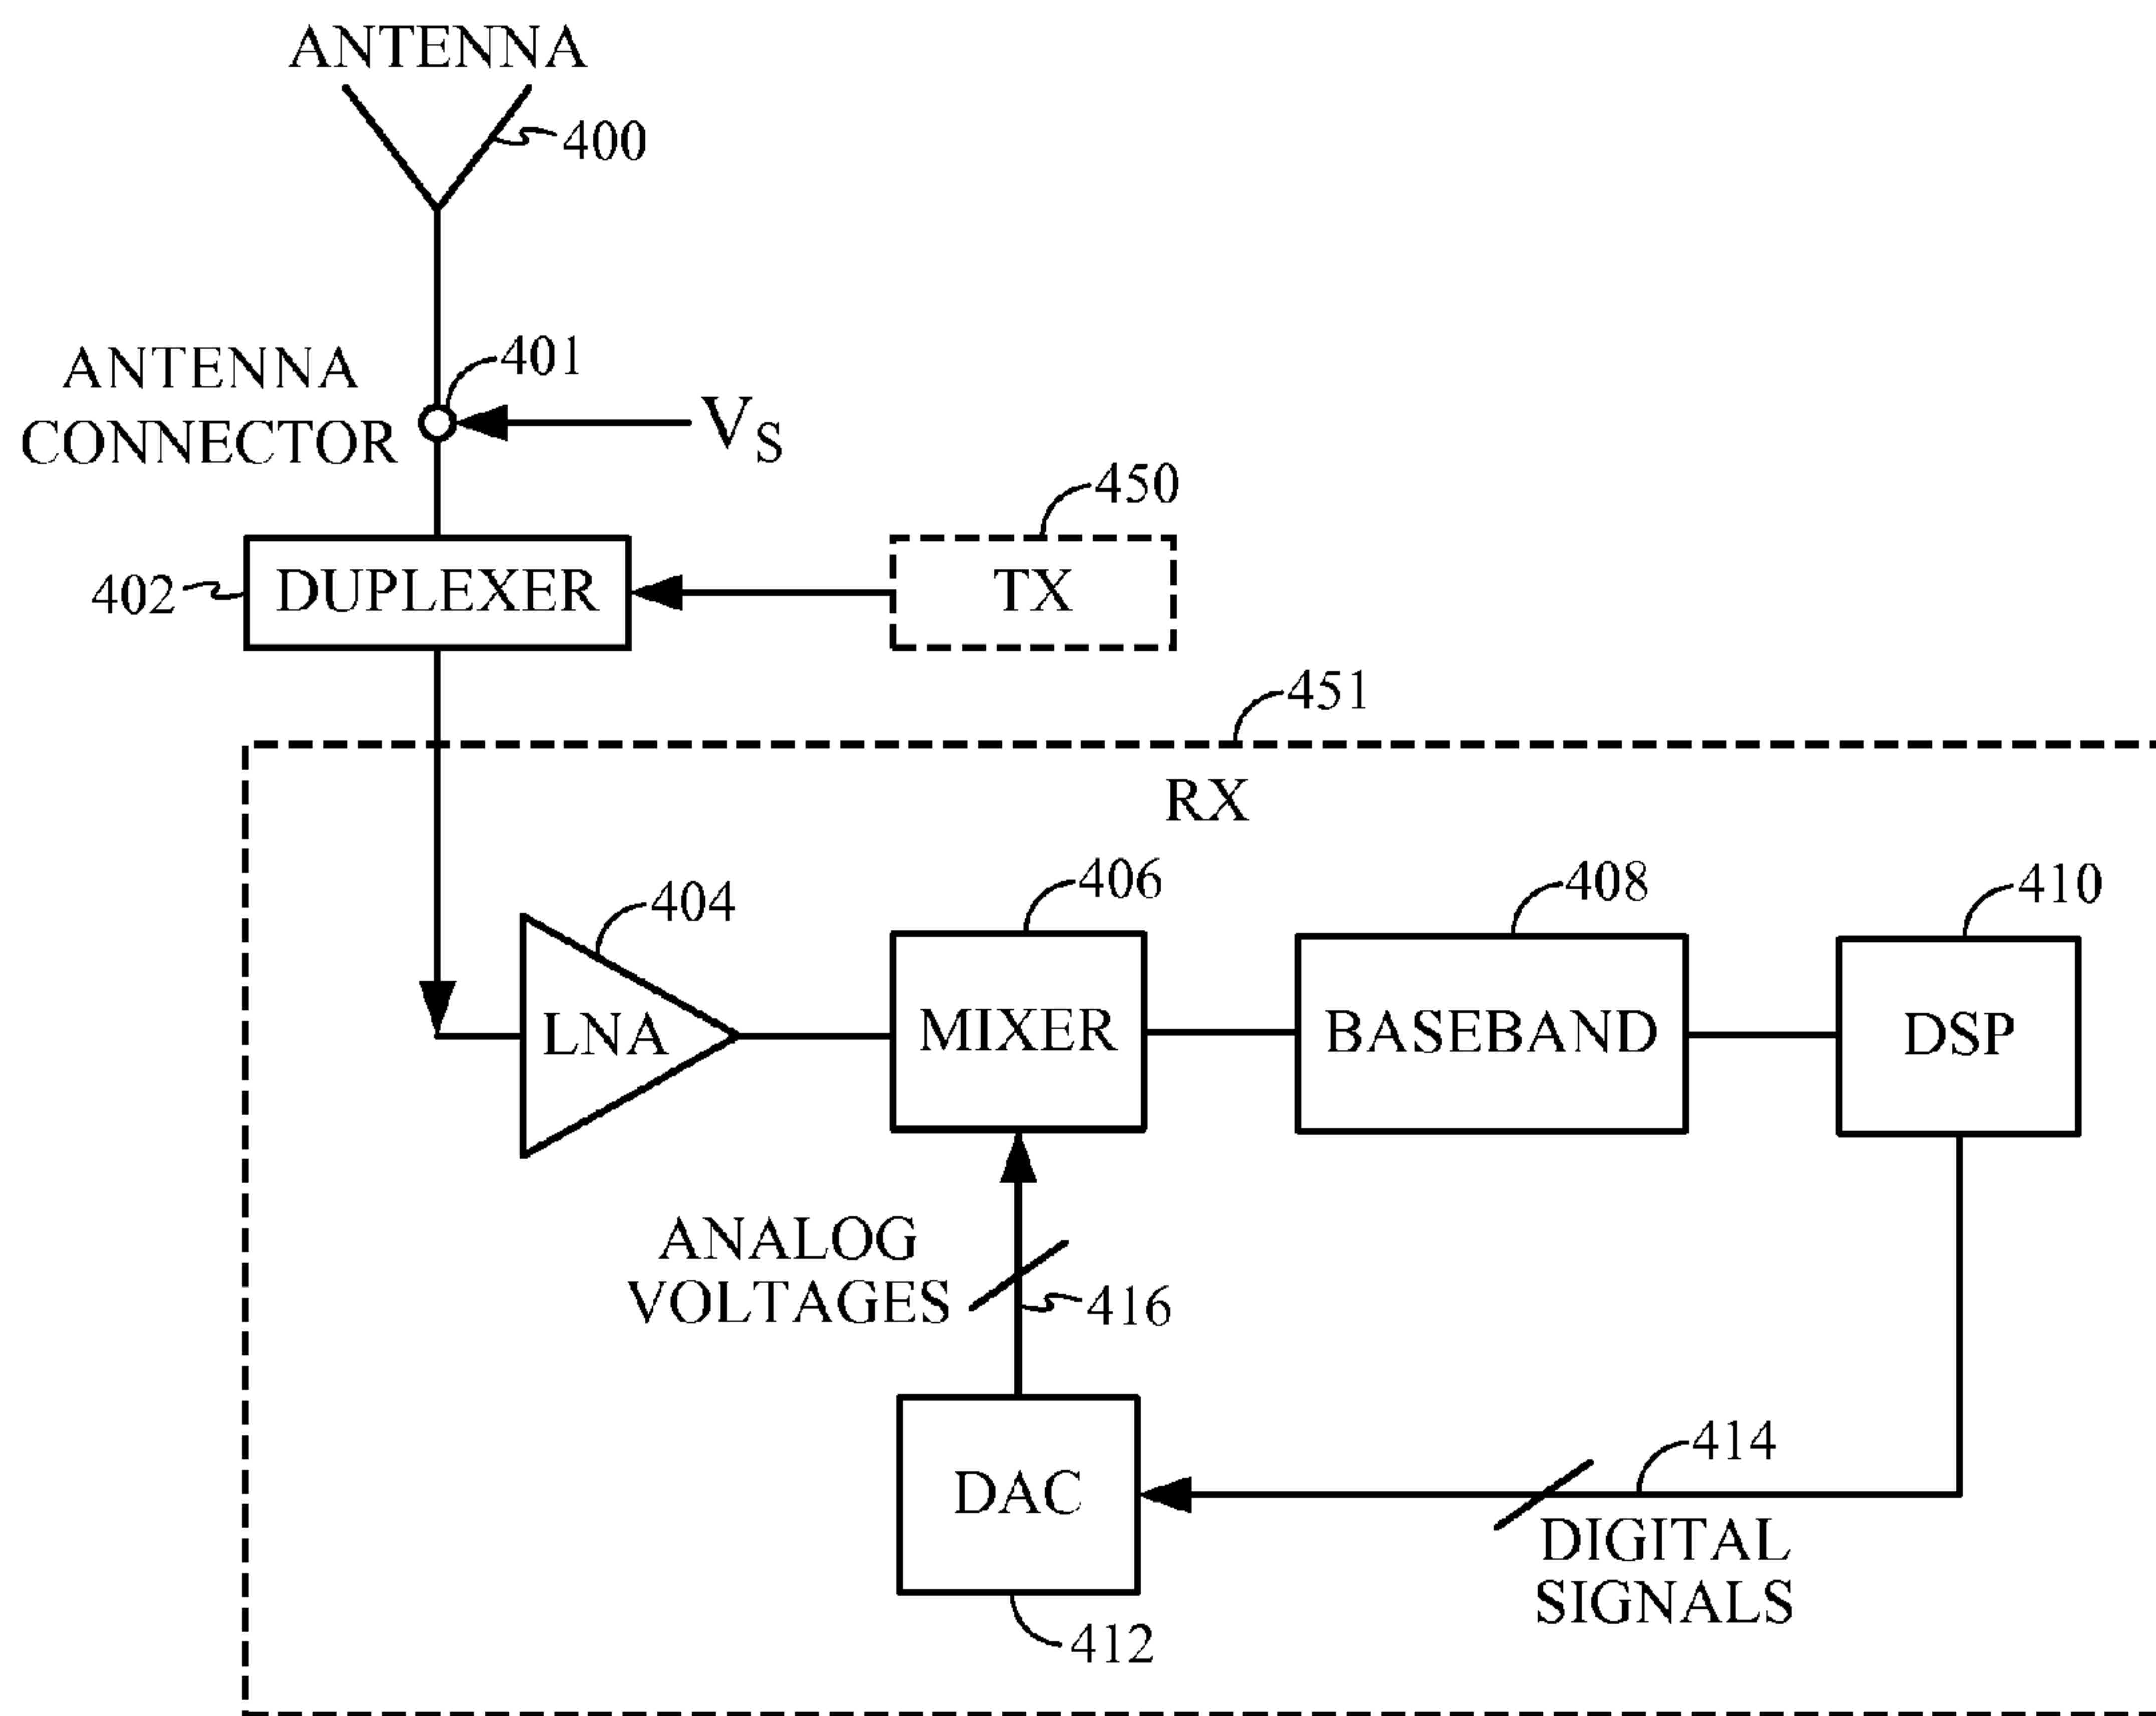 ANTENNA
400
401
ANTENNA
CONNECTOR
VS
450
402
DUPLEXER
TX
451
RX
404
406
408
410
LNA
MIXER
BASEBAND
DSP
ANALOG
VOLTAGES
416
414
DAC
DIGITAL
SIGNALS
412